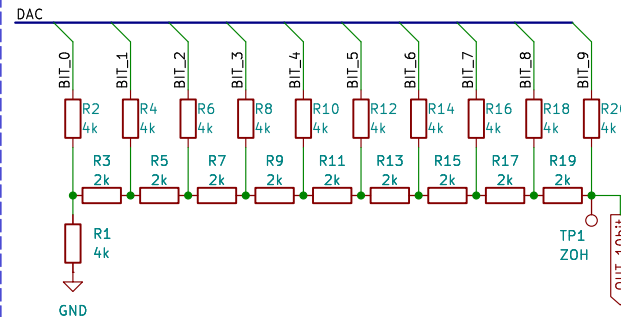 DAC
BIT_0
BIT_1
BIT_2
BIT_3
BIT_4
BIT_5
BIT_6
BIT_7
BIT_8
BIT_9
R2
4k
R4
4k
R6
4k
R8
4k
R10
4k
R12
4k
R14
4k
R16
4k
R18
4k
4k
R3
2k
R5
2k
R7
2k
R9
2k
R11
2k
R13
2k
R15
2k
R17
2k
R19
2k
R1
4k
GND
TP1
ZOH